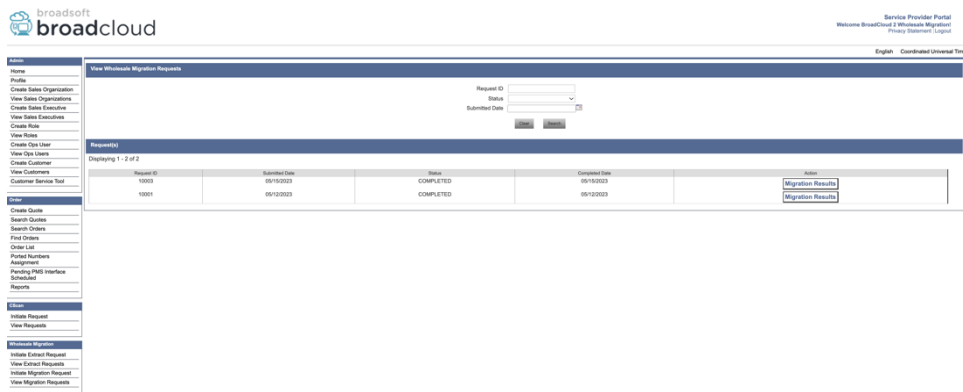 broadsoft
broadcloud
Service Provider Portal
Welcome BroadCloud 2 Wholesale Migration!
Privacy Statement | Logout
English Coordinated Universal Tim
Admin
Home
Profile
Create Sales Organization
View Sales Organizations
Create Sales Executive
View Sales Executives
Create Role
View Roles
Create Ops User
View Ops Users
Create Customer
View Customers
Customer Service Tool
Order
Create Quote
Search Quotes
Search Orders
Find Orders
Order List
Ported Numbers
Assignment
Pending PMS Interface
Scheduled
Reports
CScan
Initiate Request
View Requests
Wholesale Migration
Initiate Extract Request
View Extract Requests
Initiate Migration Request
View Migration Requests
View Wholesale Migration Requests
Request ID
Status
Submitted Date
Clear Search
Request(s)
Displaying 1 - 2 of 2
Request ID Submitted Date Status Completed Date Action
10003 05/15/2023 COMPLETED 05/15/2023 Migration Results
10001 05/12/2023 COMPLETED 05/12/2023 Migration Results